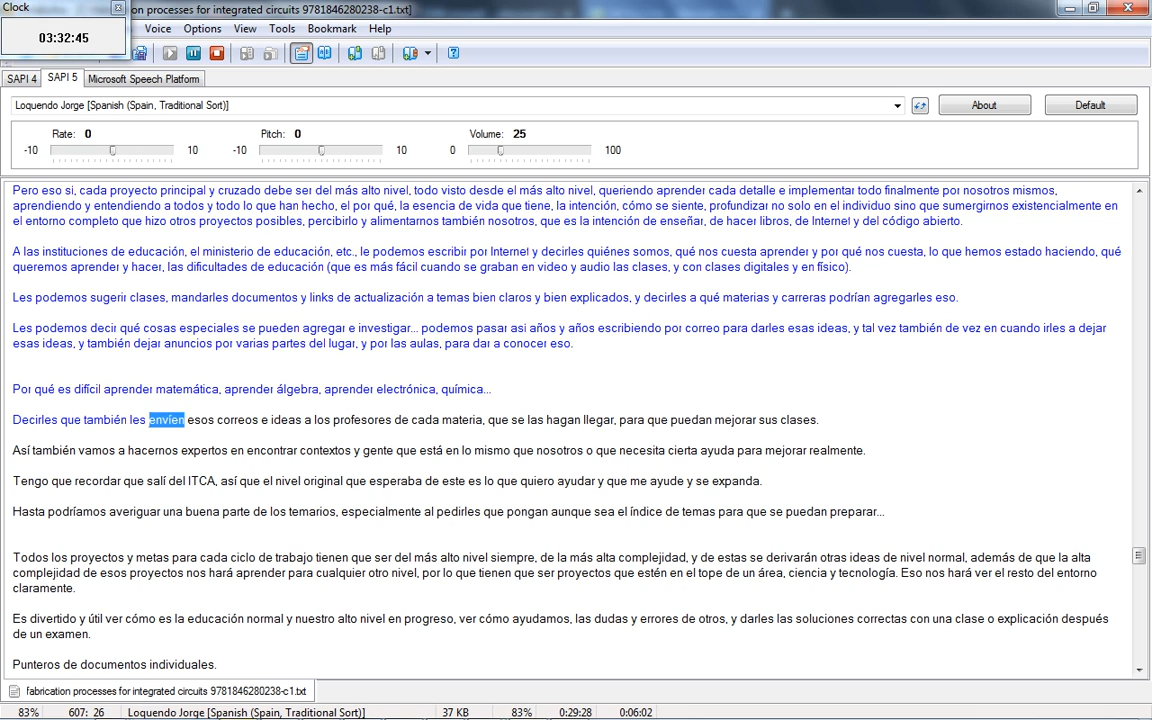 Clock
n processes for integrated circuits 9781846280238-c1.txt]
03:32:45
Voice Options View Tools Bookmark Help
SAPI 4 SAPI 5 Microsoft Speech Platform
Loquendo Jorge [Spanish (Spain, Traditional Sort)] About Default
Rate: 0 Pitch: 0 Volume: 25
-10 10 -10 10 0 100
Pero eso si, cada proyecto principal y cruzado debe ser del más alto nivel, todo visto desde el más alto nivel, queriendo aprender cada detalle e implementar todo finalmente por nosotros mismos,
aprendiendo y entendiendo a todos y todo lo que han hecho, el por qué, la esencia de vida que tiene, la intención, cómo se siente, profundizar no solo en el individuo sino que sumergirnos existencialmente en
el entorno completo que hizo otros proyectos posibles, percibirlo y alimentarnos también nosotros, que es la intención de enseñar, de hacer libros, de Internet y del código abierto.
A las instituciones de educación, el ministerio de educación, etc., le podemos escribir por Internet y decirles quiénes somos, qué nos cuesta aprender y por qué nos cuesta, lo que hemos estado haciendo, qué
queremos aprender y hacer, las dificultades de educación (que es más fácil cuando se graban en video y audio las clases, y con clases digitales y en físico).
Les podemos sugerir clases, mandarles documentos y links de actualización a temas bien claros y bien explicados, y decirles a qué materias y carreras podrían agregarles eso.
Les podemos decir qué cosas especiales se pueden agregar e investigar... podemos pasar asi años y años escribiendo por correo para darles esas ideas, y tal vez también de vez en cuando irles a dejar
esas ideas, y también dejar anuncios por varias partes del lugar, y por las aulas, para dar a conocer eso.
Por qué es difícil aprender matemática, aprender álgebra, aprender electrónica, química...
Decirles que también les envíen esos correos e ideas a los profesores de cada materia, que se las hagan llegar, para que puedan mejorar sus clases.
Así también vamos a hacernos expertos en encontrar contextos y gente que está en lo mismo que nosotros o que necesita cierta ayuda para mejorar realmente.
Tengo que recordar que salí del ITCA, así que el nivel original que esperaba de este es lo que quiero ayudar y que me ayude y se expanda.
Hasta podríamos averiguar una buena parte de los temarios, especialmente al pedirles que pongan aunque sea el índice de temas para que se puedan preparar...
Todos los proyectos y metas para cada ciclo de trabajo tienen que ser del más alto nivel siempre, de la más alta complejidad, y de estas se derivarán otras ideas de nivel normal, además de que la alta
complejidad de esos proyectos nos hará aprender para cualquier otro nivel, por lo que tienen que ser proyectos que estén en el tope de un área, ciencia y tecnología. Eso nos hará ver el resto del entorno
claramente.
Es divertido y útil ver cómo es la educación normal y nuestro alto nivel en progreso, ver cómo ayudamos, las dudas y errores de otros, y darles las soluciones correctas con una clase o explicación después
de un examen.
Punteros de documentos individuales.
fabrication processes for integrated circuits 9781846280238-c1.txt
83% 607: 26 Loquendo Jorge [Spanish (Spain, Traditional Sort)] 37 KB 83% 0:29:28 0:06:02